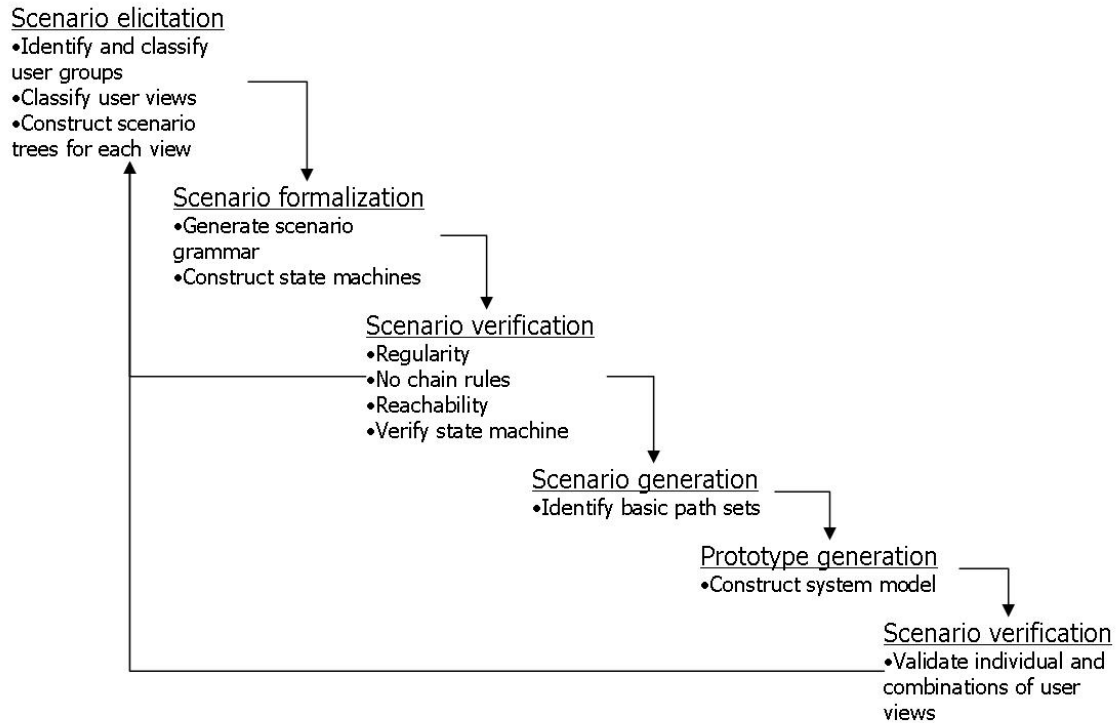 Scenario elicitation
•Identify and classify
user groups
•Classify user views
•Construct scenario
trees for each view
Scenario formalization
•Generate scenario
grammar
•Construct state machines
Scenario verification
•Regularity
•No chain rules
•Reachability
•Verify state machine
Scenario generation
•Identify basic path sets
Prototype generation
•Construct system model
Scenario verification
•Validate individual and
combinations of user
views